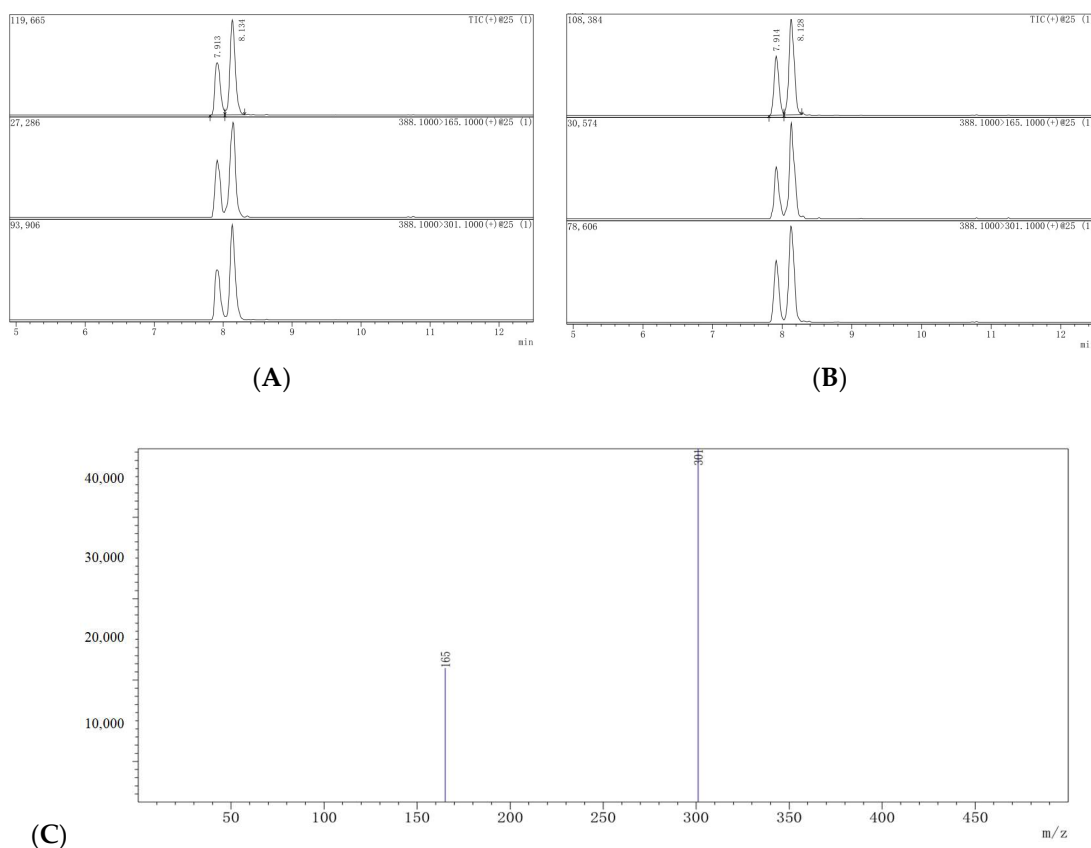 119,665 TIC(+)@25 (1)
7.913
8.134
27,286 388.1000>165.1000(+)@25 (1
93,906 388.1000>301.1000(+)@25 (1
5 6 7 8 9 10 11 12
min
(A)
108,384 TIC(+)@25 (1
7.914
8.128
30,574 388.1000>165.1000(+)@25 (1
78,606 388.1000>301.1000(+)@25 (1
5 6 7 8 9 10 11 12
mi
(B)
40,000
30,000
20,000
10,000
165
301
50 100 150 200 250 300 350 400 450
m/z
(C)